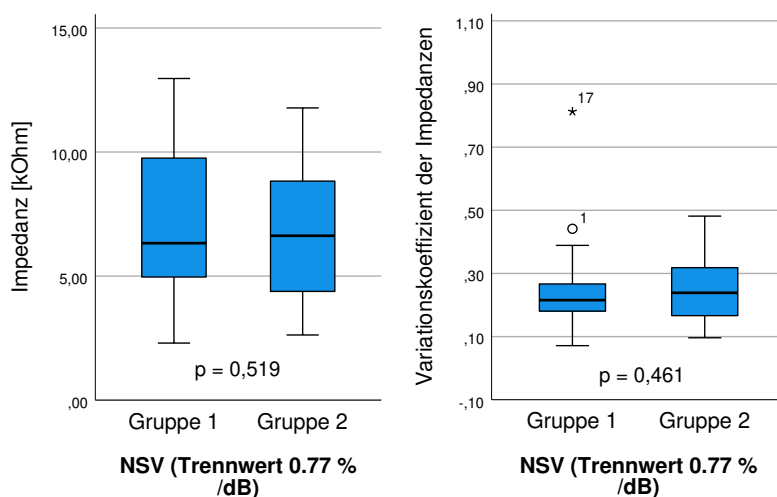 Impedanz [kOhm]
15,00
10,00
5,00
,00
p = 0,519
Gruppe 1 Gruppe 2
NSV (Trennwert 0.77 %
/dB)
Variationskoeffizient der Impedanzen
1,10
,90
,70
,50
,30
,10
-,10
*17
1
p = 0,461
Gruppe 1 Gruppe 2
NSV (Trennwert 0.77 %
/dB)